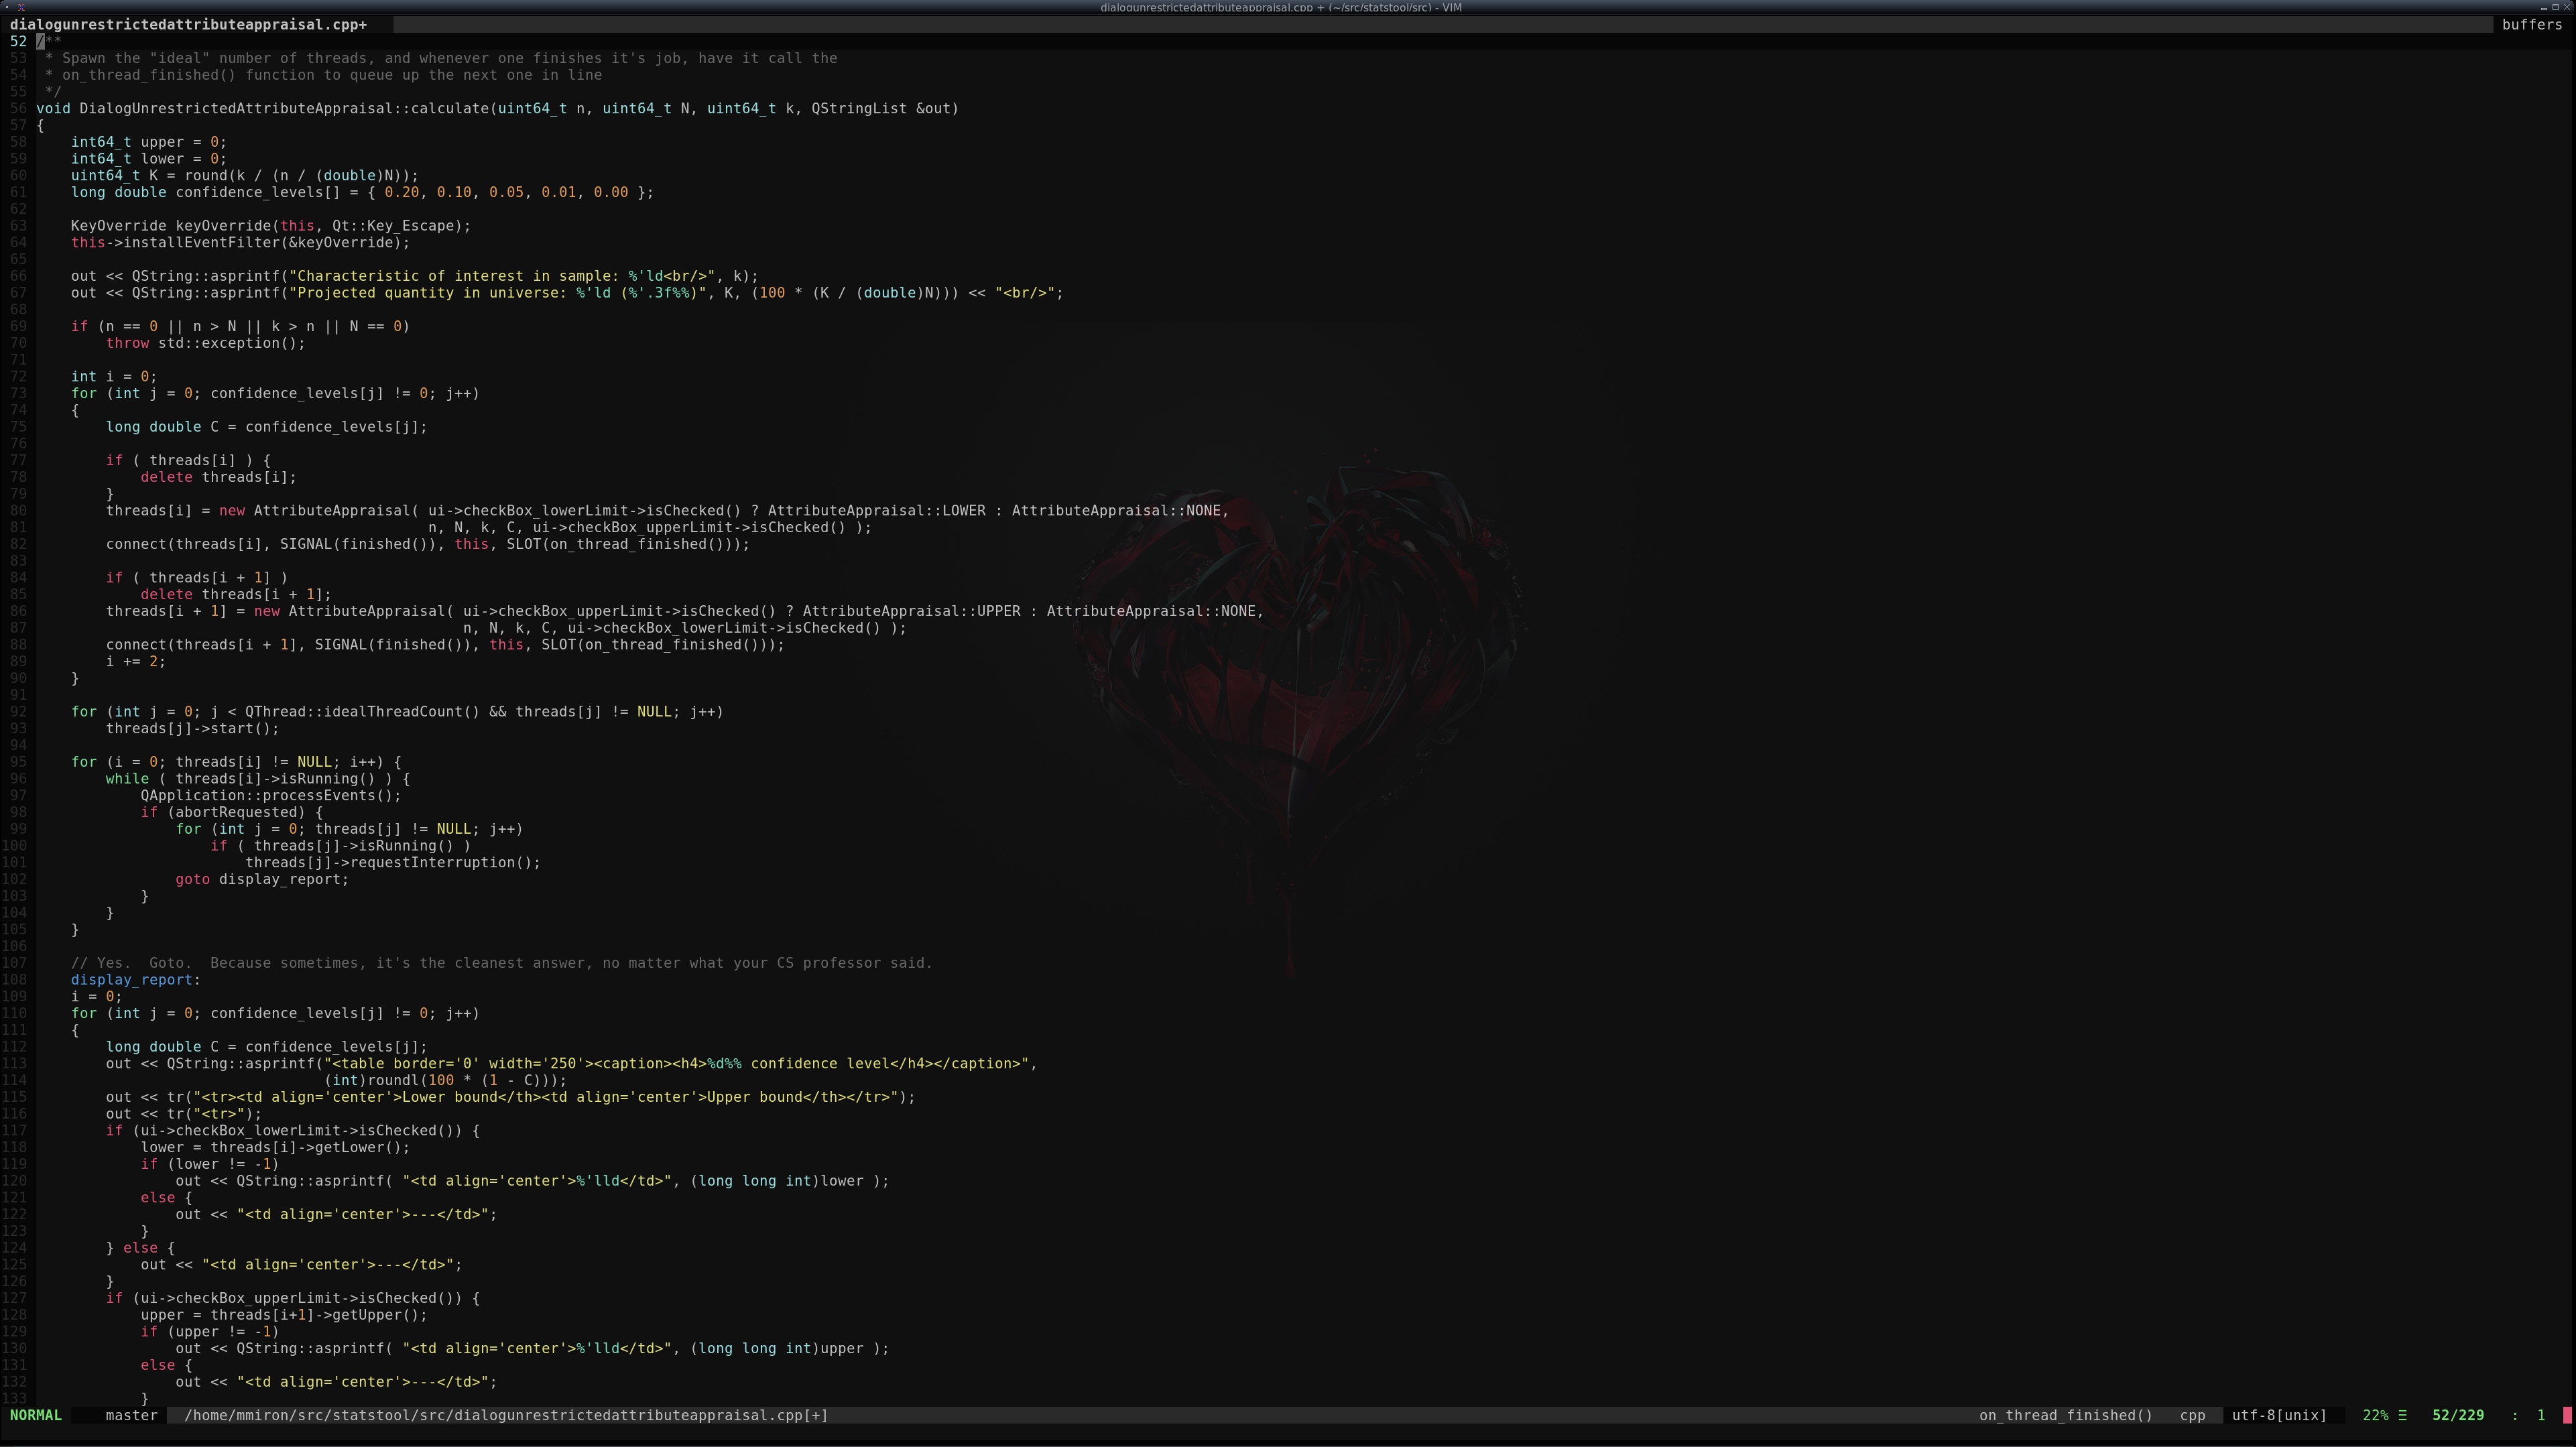 dialogunrestrictedattributeappraisal.cpp + (~/src/statstool/src) - VIM
dialogunrestrictedattributeappraisal.cpp+ buffers
52 /**
53  * Spawn the "ideal" number of threads, and whenever one finishes it's job, have it call the
54  * on_thread_finished() function to queue up the next one in line
55  */
56 void DialogUnrestrictedAttributeAppraisal::calculate(uint64_t n, uint64_t N, uint64_t k, QStringList &out)
57 {
58     int64_t upper = 0;
59     int64_t lower = 0;
60     uint64_t K = round(k / (n / (double)N));
61     long double confidence_levels[] = { 0.20, 0.10, 0.05, 0.01, 0.00 };
62
63     KeyOverride keyOverride(this, Qt::Key_Escape);
64     this->installEventFilter(&keyOverride);
65
66     out << QString::asprintf("Characteristic of interest in sample: %'ld<br/>", k);
67     out << QString::asprintf("Projected quantity in universe: %'ld (%'.3f%%)", K, (100 * (K / (double)N))) << "<br/>";
68
69     if (n == 0 || n > N || k > n || N == 0)
70         throw std::exception();
71
72     int i = 0;
73     for (int j = 0; confidence_levels[j] != 0; j++)
74     {
75         long double C = confidence_levels[j];
76
77         if ( threads[i] ) {
78             delete threads[i];
79         }
80         threads[i] = new AttributeAppraisal( ui->checkBox_lowerLimit->isChecked() ? AttributeAppraisal::LOWER : AttributeAppraisal::NONE,
81                                              n, N, k, C, ui->checkBox_upperLimit->isChecked() );
82         connect(threads[i], SIGNAL(finished()), this, SLOT(on_thread_finished()));
83
84         if ( threads[i + 1] )
85             delete threads[i + 1];
86         threads[i + 1] = new AttributeAppraisal( ui->checkBox_upperLimit->isChecked() ? AttributeAppraisal::UPPER : AttributeAppraisal::NONE,
87                                                  n, N, k, C, ui->checkBox_lowerLimit->isChecked() );
88         connect(threads[i + 1], SIGNAL(finished()), this, SLOT(on_thread_finished()));
89         i += 2;
90     }
91
92     for (int j = 0; j < QThread::idealThreadCount() && threads[j] != NULL; j++)
93         threads[j]->start();
94
95     for (i = 0; threads[i] != NULL; i++) {
96         while ( threads[i]->isRunning() ) {
97             QApplication::processEvents();
98             if (abortRequested) {
99                 for (int j = 0; threads[j] != NULL; j++)
100                     if ( threads[j]->isRunning() )
101                         threads[j]->requestInterruption();
102                 goto display_report;
103             }
104         }
105     }
106
107     // Yes.  Goto.  Because sometimes, it's the cleanest answer, no matter what your CS professor said.
108     display_report:
109     i = 0;
110     for (int j = 0; confidence_levels[j] != 0; j++)
111     {
112         long double C = confidence_levels[j];
113         out << QString::asprintf("<table border='0' width='250'><caption><h4>%d%% confidence level</h4></caption>",
114                                  (int)roundl(100 * (1 - C)));
115         out << tr("<tr><td align='center'>Lower bound</th><td align='center'>Upper bound</th></tr>");
116         out << tr("<tr>");
117         if (ui->checkBox_lowerLimit->isChecked()) {
118             lower = threads[i]->getLower();
119             if (lower != -1)
120                 out << QString::asprintf( "<td align='center'>%'lld</td>", (long long int)lower );
121             else {
122                 out << "<td align='center'>---</td>";
123             }
124         } else {
125             out << "<td align='center'>---</td>";
126         }
127         if (ui->checkBox_upperLimit->isChecked()) {
128             upper = threads[i+1]->getUpper();
129             if (upper != -1)
130                 out << QString::asprintf( "<td align='center'>%'lld</td>", (long long int)upper );
131             else {
132                 out << "<td align='center'>---</td>";
133             }
NORMAL master /home/mmiron/src/statstool/src/dialogunrestrictedattributeappraisal.cpp[+] on_thread_finished() cpp utf-8[unix] 22% ☰ 52/229 : 1